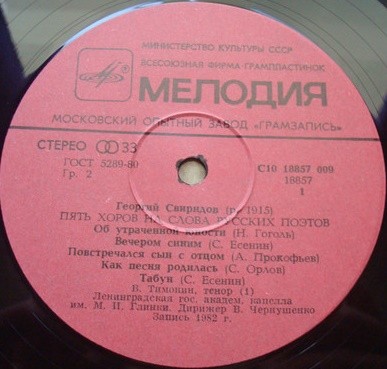 МИНИСТЕРСТВО КУЛЬТУРЫ СССР
ВСЕСОЮЗНАЯ ФИРМА ГРАМПЛАСТИНОК
МЕЛОДИЯ
МОСКОВСКИЙ ОПЫТНЫЙ ЗАВОД «ГРАМЗАПИСЬ»
СТЕРЕО 33
ГОСТ 5289-80
Гр. 2
С10 18857 009
18857
1
Георгий Свиридов (р. 1915)
ПЯТЬ ХОРОВ НА СЛОВА РУССКИХ ПОЭТОВ
Об утраченной юности (Н. Гоголь)
Вечером синим (С. Есенин)
Повстречался сын с отцом (А. Прокофьев)
Как песня родилась (С. Орлов)
Табун (С. Есенин)
В. Тимохин, тенор (1)
Ленинградская гос. академ. капелла
им. М. И. Глинки. Дирижер В. Чернушенко
Запись 1982 г.